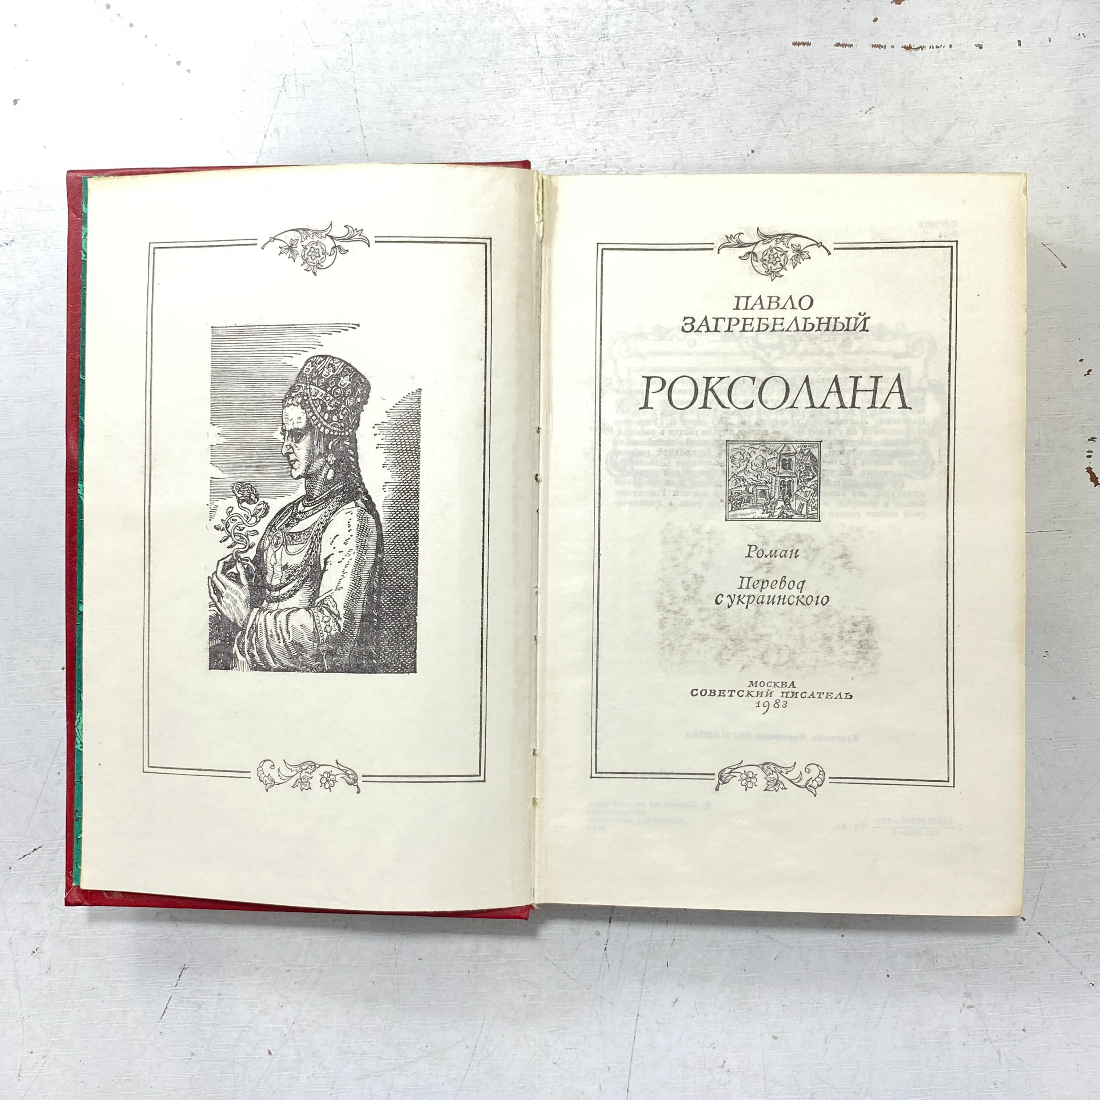 ПАВЛО
ЗАГРЕБЕЛЬНЫЙ
РОКСОЛАНА
Роман
Перевод
с украинского
МОСКВА
СОВЕТСКИЙ ПИСАТЕЛЬ
1983